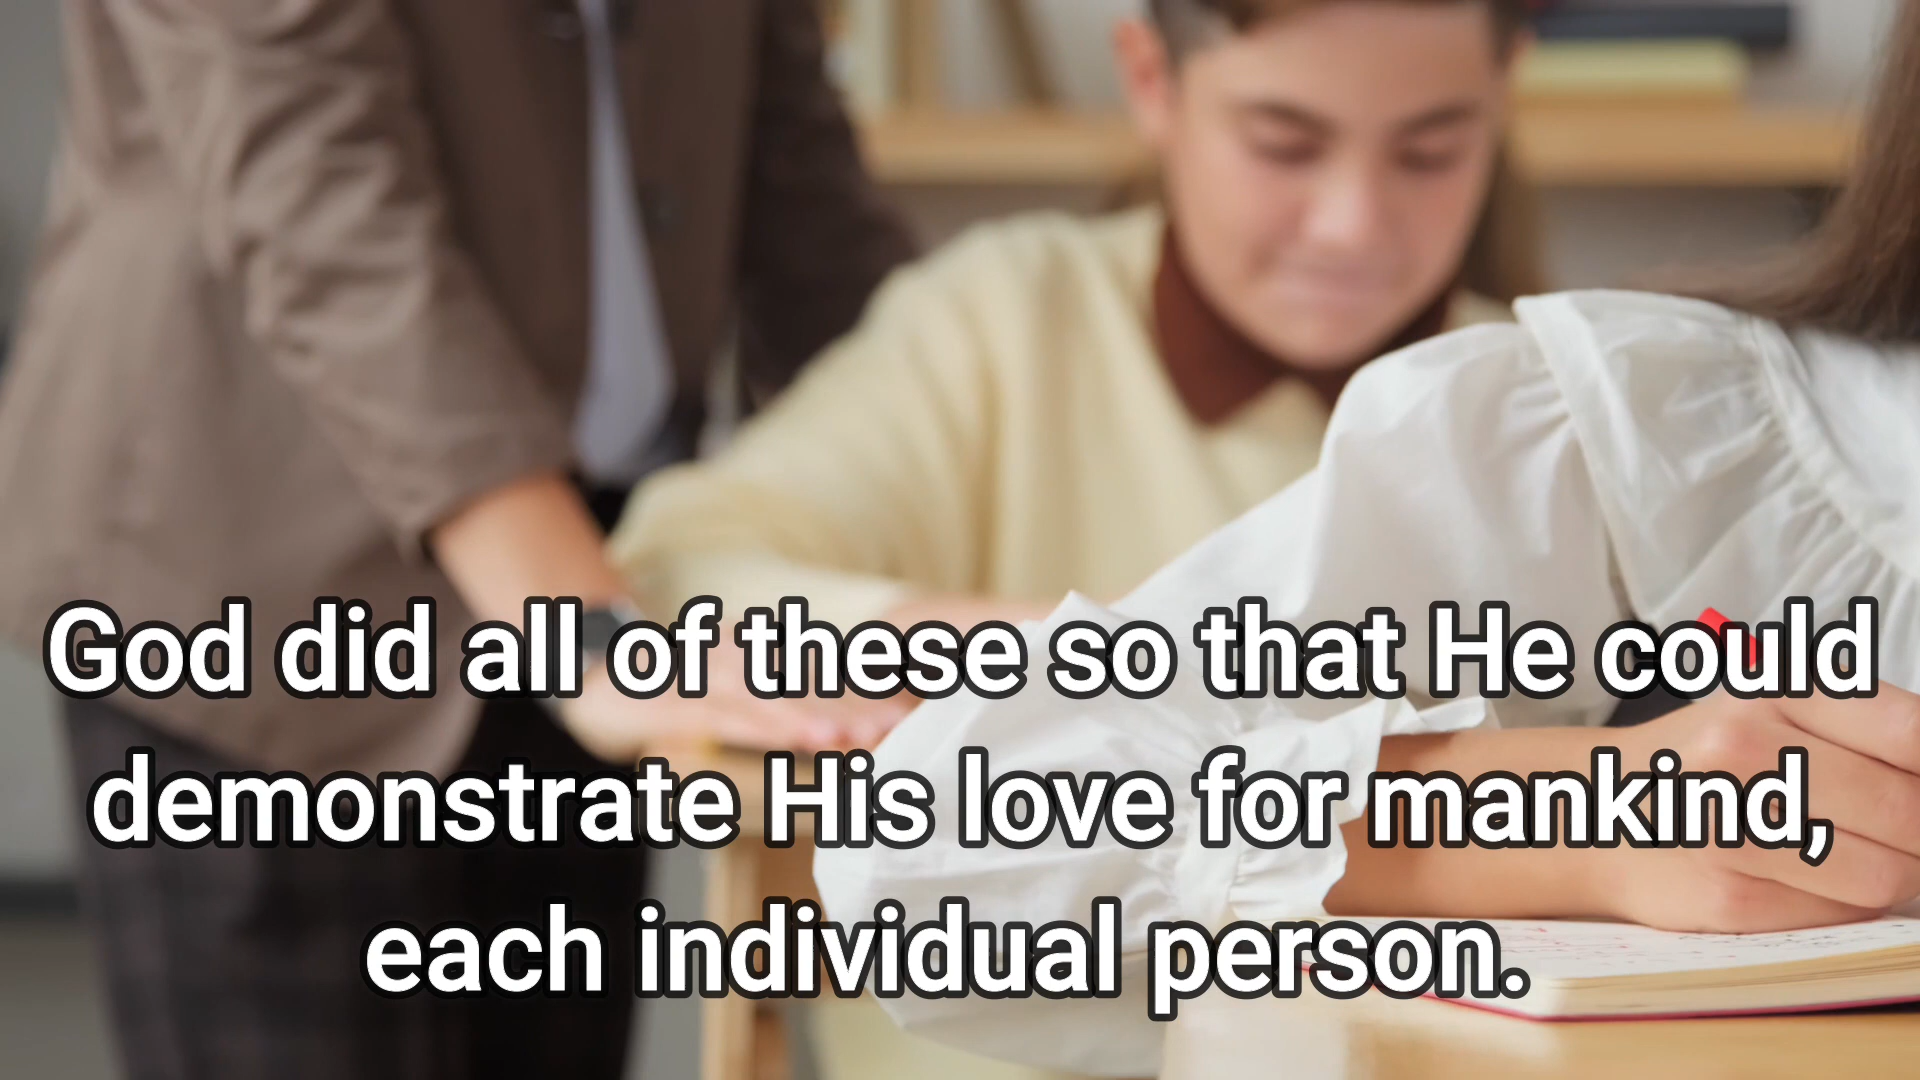 God did all of these so that He could
demonstrate His love for mankind,
each individual person.